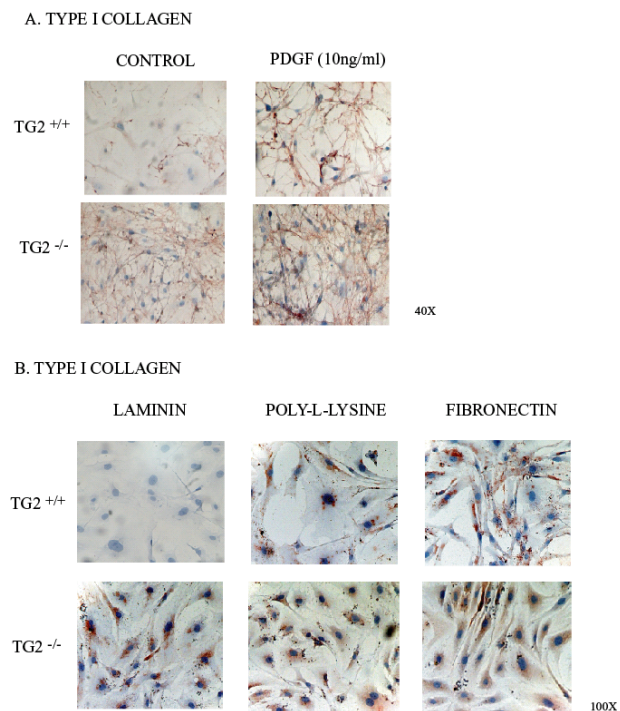 A. TYPE I COLLAGEN
CONTROL PDGF (10ng/ml)
TG2 +/+
TG2 -/-
40X
B. TYPE I COLLAGEN
LAMININ POLY-L-LYSINE FIBRONECTIN
TG2 +/+
TG2 -/-
100X